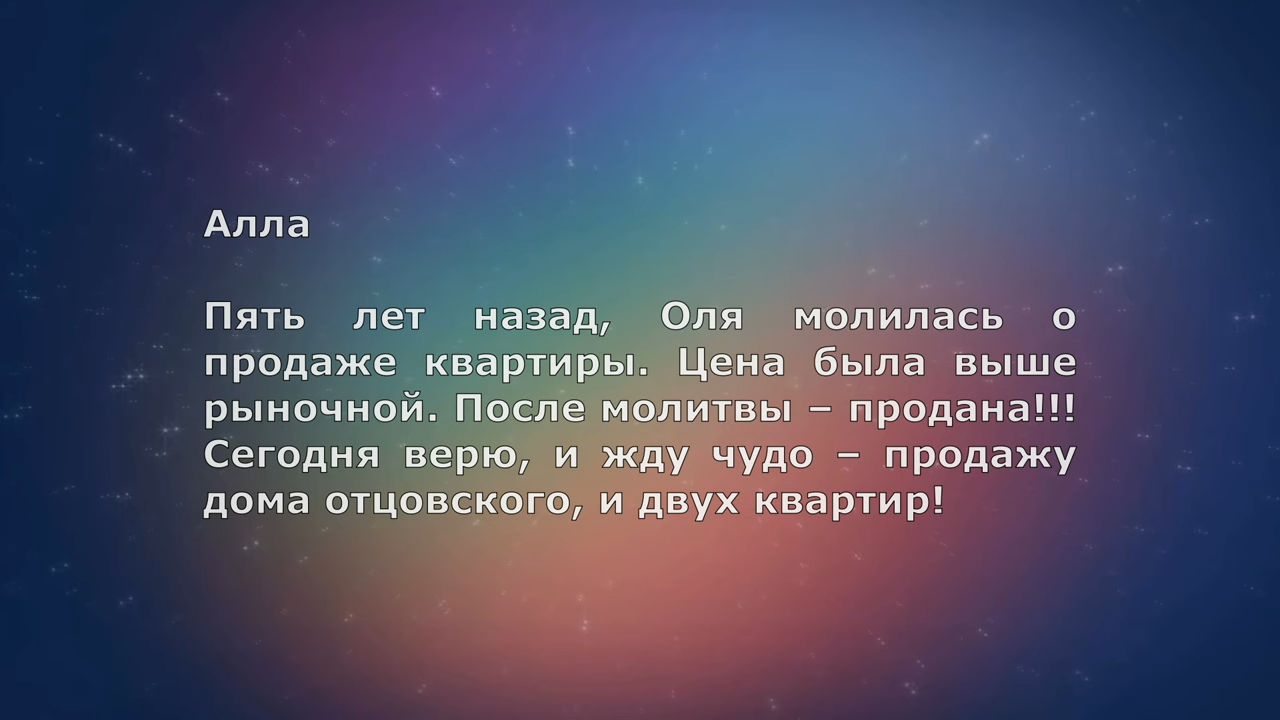 Алла
Пять лет назад, Оля молилась о
продаже квартиры. Цена была выше
рыночной. После молитвы – продана!!!
Сегодня верю, и жду чудо – продажу
дома отцовского, и двух квартир!